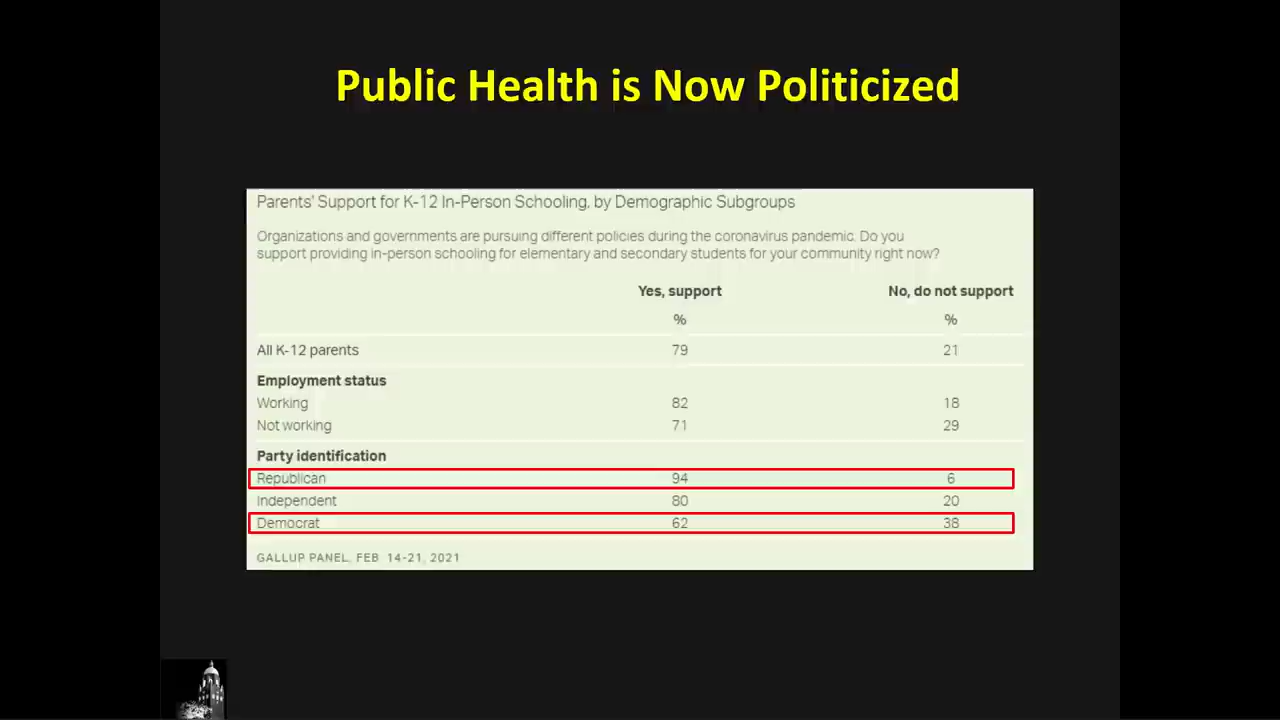 Public Health is Now Politicized
Parents' Support for K-12 In-Person Schooling, by Demographic Subgroups
Organizations and governments are pursuing different policies during the coronavirus pandemic. Do you
support providing in-person schooling for elementary and secondary students for your community right now?
Yes, support No, do not support
% %
All K-12 parents 79 21
Employment status
Working 82 18
Not working 71 29
Party identification
Republican 94 6
Independent 80 20
Democrat 62 38
GALLUP PANEL, FEB 14-21, 2021